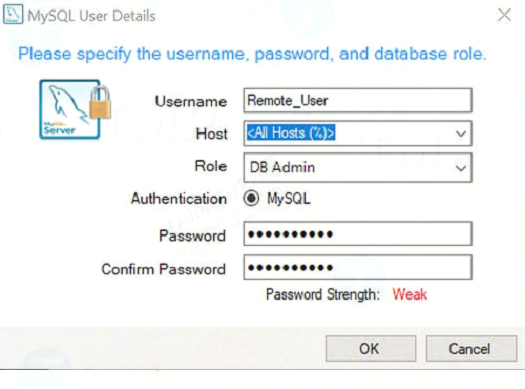 MySQL User Details
Please specify the username, password, and database role.
MySQL
Server
Username Remote_User
Host <All Hosts (%)>
Role DB Admin
Authentication MySQL
Password ●●●●●●●●●●
Confirm Password ●●●●●●●●●●
Password Strength: Weak
OK Cancel